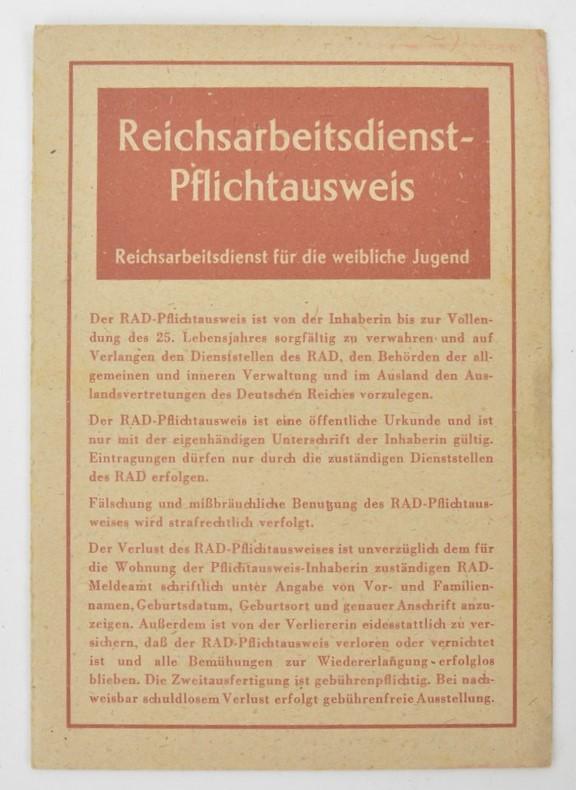 Reichsarbeitsdienst-
Pflichtausweis
Reichsarbeitsdienst für die weibliche Jugend
Der RAD-Pflichtausweis ist von der Inhaberin bis zur Vollen-
dung des 25. Lebensjahres sorgfältig zu verwahren und auf
Verlangen den Dienststellen des RAD, den Behörden der all-
gemeinen und inneren Verwaltung und im Ausland den Aus-
landsvertretungen des Deutschen Reiches vorzulegen.
Der RAD-Pflichtausweis ist eine öffentliche Urkunde und ist
nur mit der eigenhändigen Unterschrift der Inhaberin gültig.
Eintragungen dürfen nur durch die zuständigen Dienststellen
des RAD erfolgen.
Fälschung und mißbräuchliche Benutzung des RAD-Pflichtaus-
weises wird strafrechtlich verfolgt.
Der Verlust des RAD-Pflichtausweises ist unverzüglich dem für
die Wohnung der Pflichtausweis-Inhaberin zuständigen RAD-
Meldeamt schriftlich unter Angabe von Vor- und Familien-
namen, Geburtsdatum, Geburtsort und genauer Anschrift anzu-
zeigen. Außerdem ist von der Verliererin eidesstattlich zu ver-
sichern, daß der RAD-Pflichtausweis verloren oder vernichtet
ist und alle Bemühungen zur Wiedererlangung erfolglos
blieben. Die Zweitausfertigung ist gebührenpflichtig. Bei nach-
weisbar schuldlosem Verlust erfolgt gebührenfreie Ausstellung.